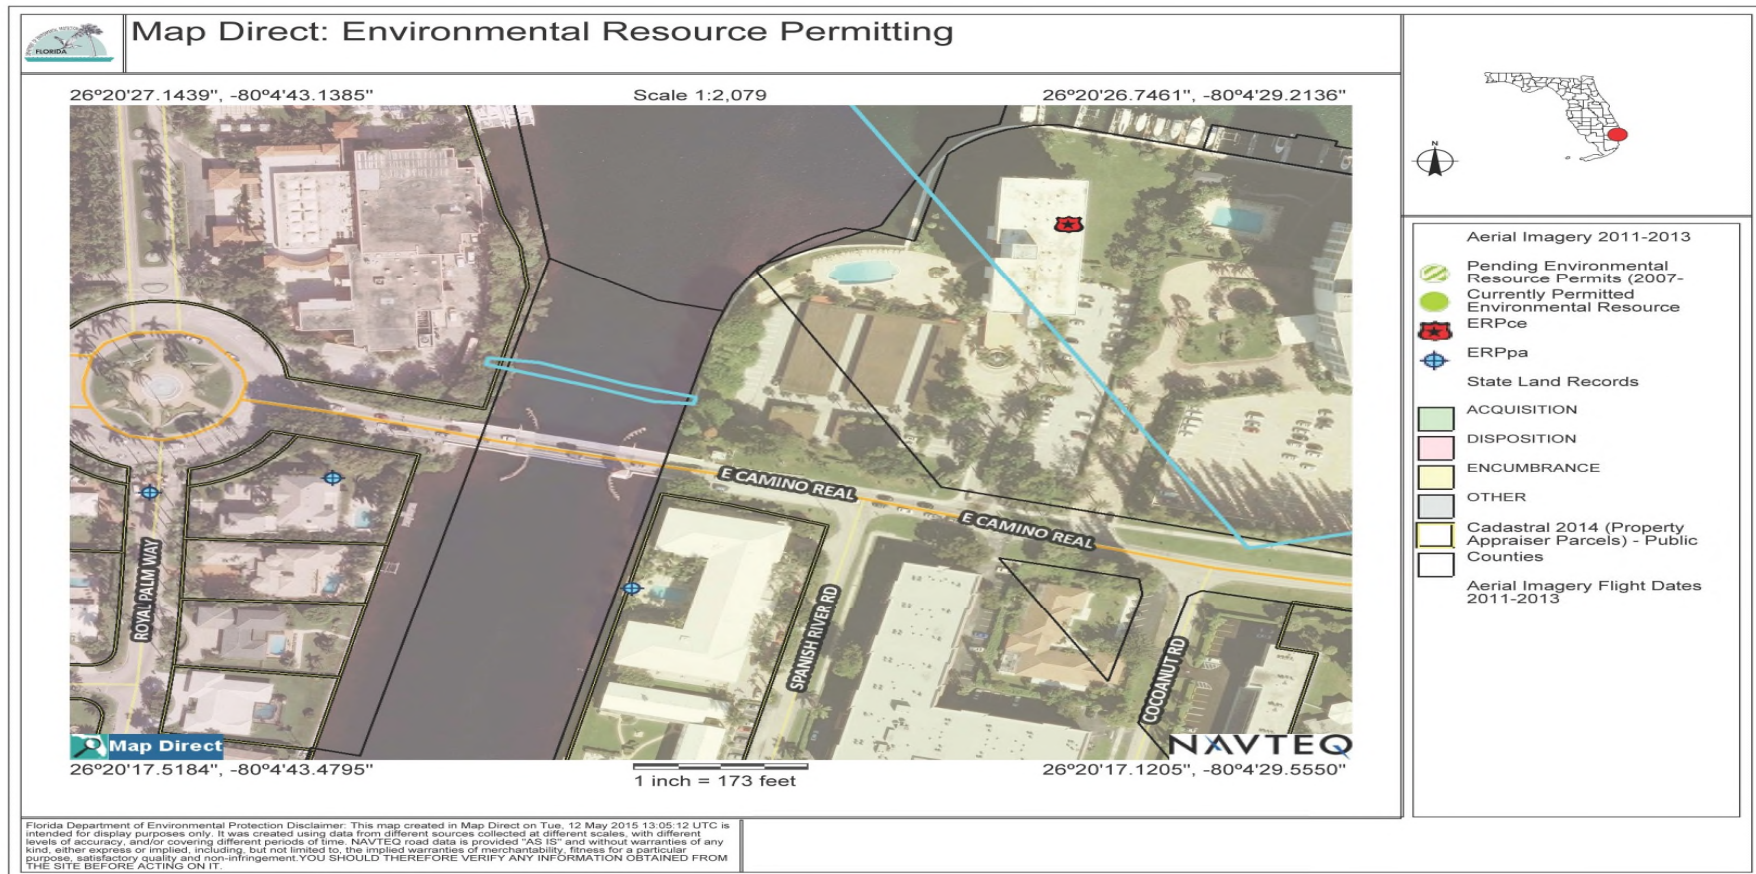 FLORIDA
Map Direct: Environmental Resource Permitting
26º20'27.1439", -80º4'43.1385"
Scale 1:2,079
26º20'26.7461", -80º4'29.2136"
E CAMINO REAL
E CAMINO REAL
ROYAL PALM WAY
SPANISH RIVER RD
COCOANUT RD
Map Direct
NAVTEQ
26º20'17.5184", -80º4'43.4795"
1 inch = 173 feet
26º20'17.1205", -80º4'29.5550"
N
Aerial Imagery 2011-2013
Pending Environmental
Resource Permits (2007-
Currently Permitted
Environmental Resource
ERPce
ERPpa
State Land Records
ACQUISITION
DISPOSITION
ENCUMBRANCE
OTHER
Cadastral 2014 (Property
Appraiser Parcels) - Public
Counties
Aerial Imagery Flight Dates
2011-2013
Florida Department of Environmental Protection Disclaimer: This map created in Map Direct on Tue, 12 May 2015 13:05:12 UTC is
intended for display purposes only. It was created using data from different sources collected at different scales, with different
levels of accuracy, and/or covering different periods of time. NAVTEQ road data is provided "AS IS" and without warranties of any
kind, either express or implied, including, but not limited to, the implied warranties of merchantability, fitness for a particular
purpose, satisfactory quality and non-infringement.YOU SHOULD THEREFORE VERIFY ANY INFORMATION OBTAINED FROM
THE SITE BEFORE ACTING ON IT.